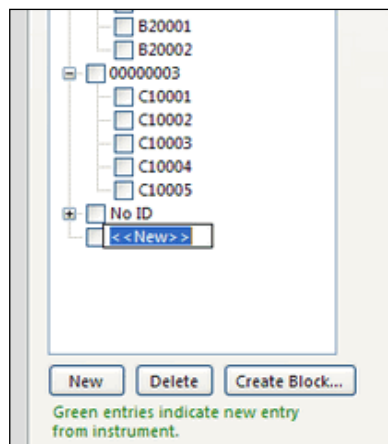 B20001
B20002
00000003
C10001
C10002
C10003
C10004
C10005
No ID
<<New>>
New Delete Create Block...
Green entries indicate new entry
from instrument.